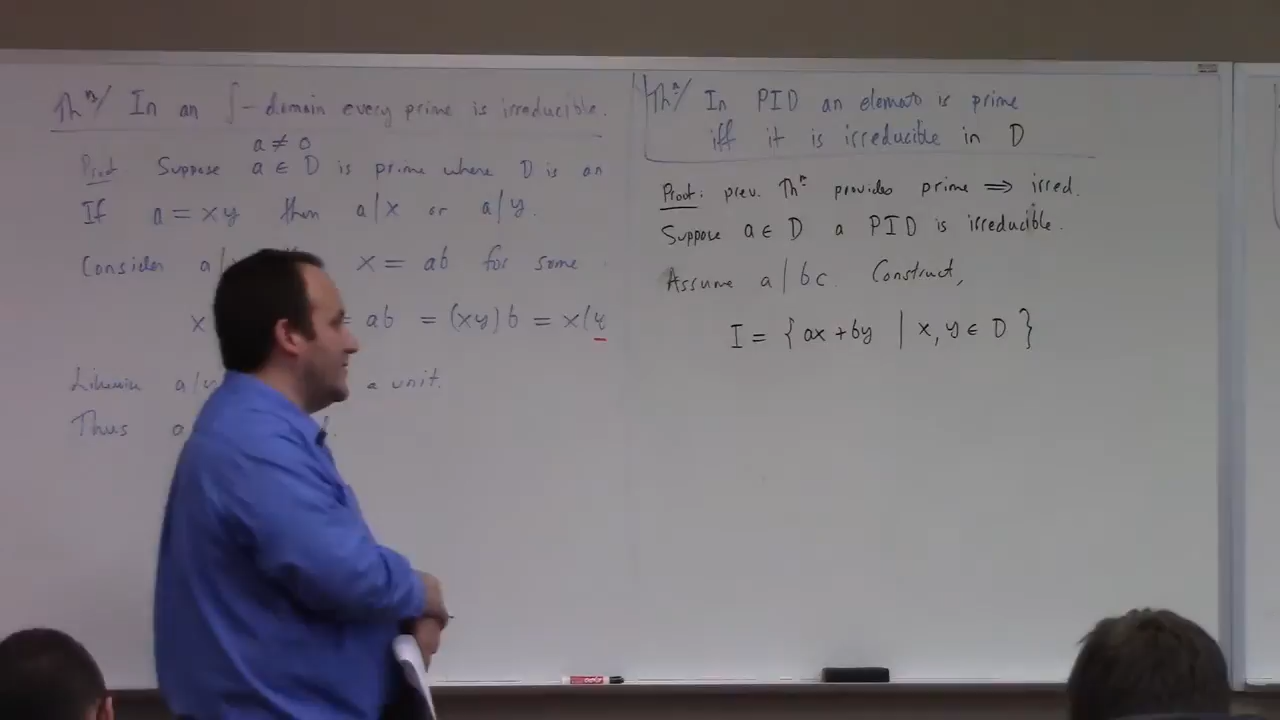 Thm/ In an ∫-domain every prime is irreducible.
a ≠ 0
Proof Suppose a ∈ D is prime where D is an
If a = xy then a|x or a|y.
Consider a| x = ab for some
x = ab = (xy)b = x(y
Likewise a|y a unit.
Thus a
Thm/ In PID an elemato is prime
iff it is irreducible in D
Proof: prev. Thm provides prime ⟹ irred.
Suppose a ∈ D a PID is irreducible.
Assume a | bc. Construct,
I = { ax + by | x, y ∈ D }